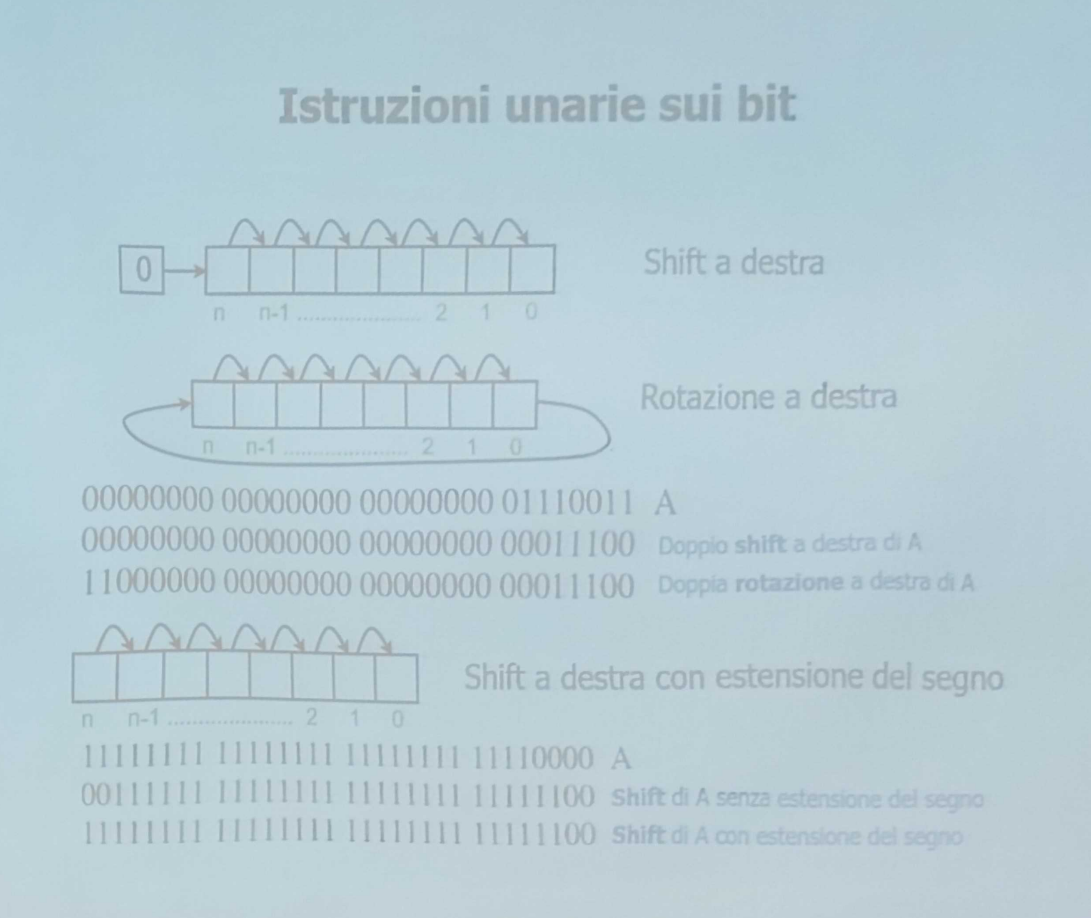 Istruzioni unarie sui bit
0
Shift a destra
n n-1 ..................... 2 1 0
Rotazione a destra
n n-1 ..................... 2 1 0
00000000 00000000 00000000 01110011 A
00000000 00000000 00000000 00011100 Doppio shift a destra di A
11000000 00000000 00000000 00011100 Doppia rotazione a destra di A
Shift a destra con estensione del segno
n n-1 ..................... 2 1 0
11111111 11111111 11111111 11110000 A
00111111 11111111 11111111 11111100 Shift di A senza estensione del segno
11111111 11111111 11111111 11111100 Shift di A con estensione del segno